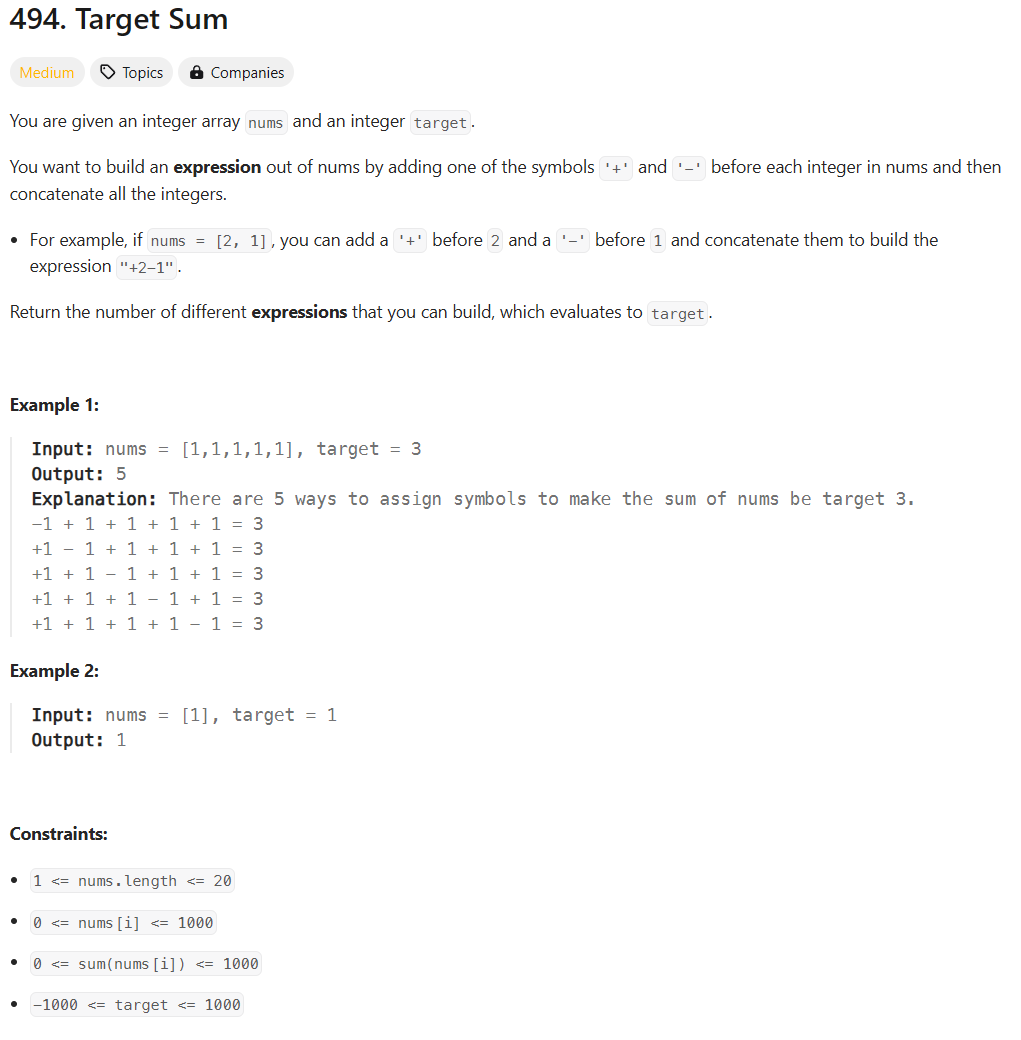 494. Target Sum
Medium Topics Companies
You are given an integer array nums and an integer target.
You want to build an expression out of nums by adding one of the symbols '+' and '-' before each integer in nums and then
concatenate all the integers.
• For example, if nums = [2, 1], you can add a '+' before 2 and a '-' before 1 and concatenate them to build the
expression "+2-1".
Return the number of different expressions that you can build, which evaluates to target.
Example 1:
Input: nums = [1,1,1,1,1], target = 3
Output: 5
Explanation: There are 5 ways to assign symbols to make the sum of nums be target 3.
-1 + 1 + 1 + 1 + 1 = 3
+1 - 1 + 1 + 1 + 1 = 3
+1 + 1 - 1 + 1 + 1 = 3
+1 + 1 + 1 - 1 + 1 = 3
+1 + 1 + 1 + 1 - 1 = 3
Example 2:
Input: nums = [1], target = 1
Output: 1
Constraints:
• 1 <= nums.length <= 20
• 0 <= nums[i] <= 1000
• 0 <= sum(nums[i]) <= 1000
• -1000 <= target <= 1000